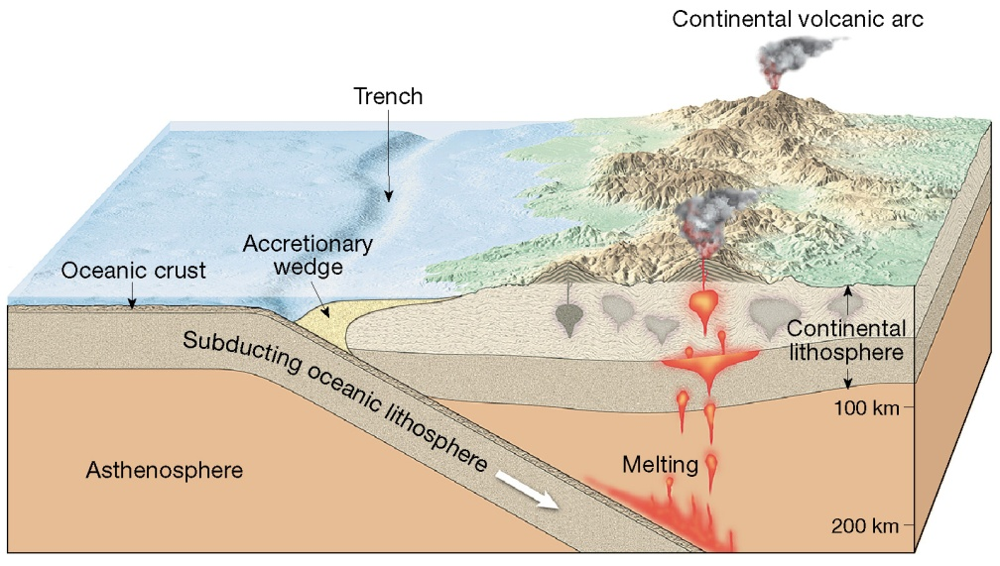 Continental volcanic arc
Trench
Accretionary
wedge
Oceanic crust
Continental
lithosphere
Subducting oceanic lithosphere
100 km
Melting
Asthenosphere
200 km